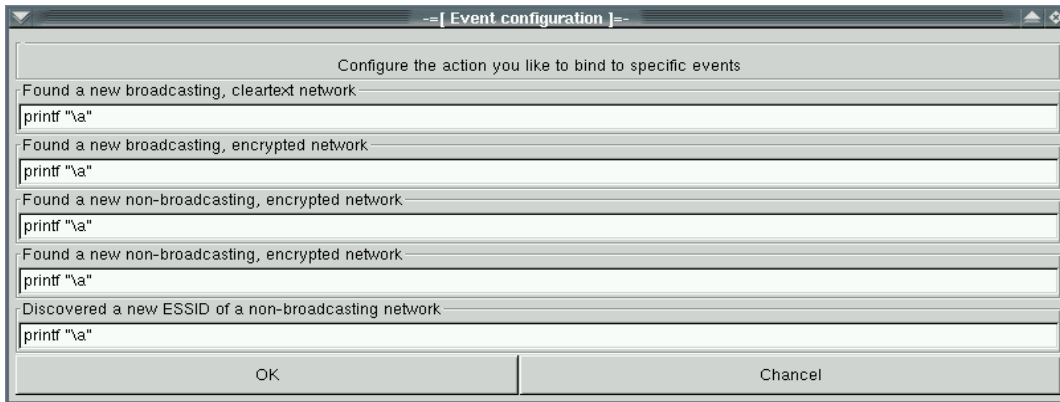 -=[ Event configuration ]=-
Configure the action you like to bind to specific events
Found a new broadcasting, cleartext network
printf "\a"
Found a new broadcasting, encrypted network
printf "\a"
Found a new non-broadcasting, encrypted network
printf "\a"
Found a new non-broadcasting, encrypted network
printf "\a"
Discovered a new ESSID of a non-broadcasting network
printf "\a"
OK
Chancel